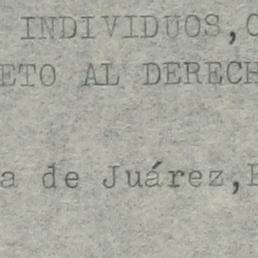 INDIVIDUOS,
ETO AL DERECH
a de Juárez,